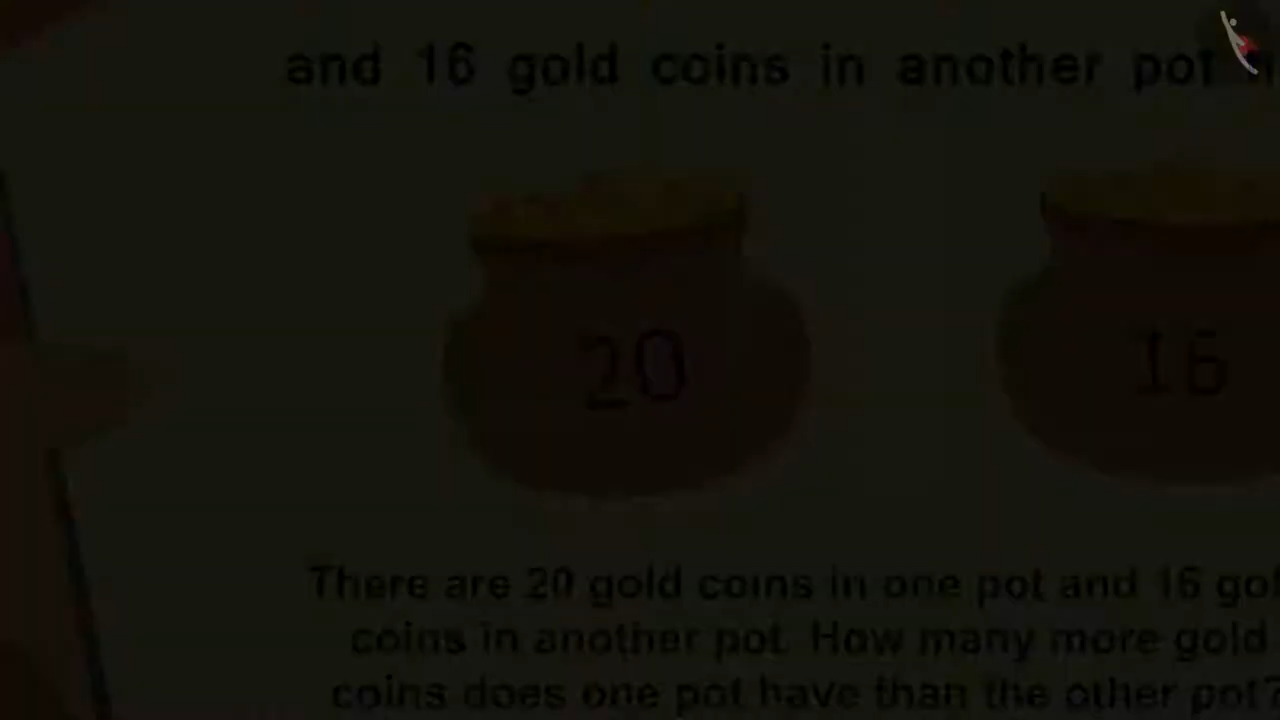 and 16 gold coins in another pot
20
16
There are 20 gold coins in one pot and 16 gol
coins in another pot. How many more gold
coins does one pot have than the other pot?